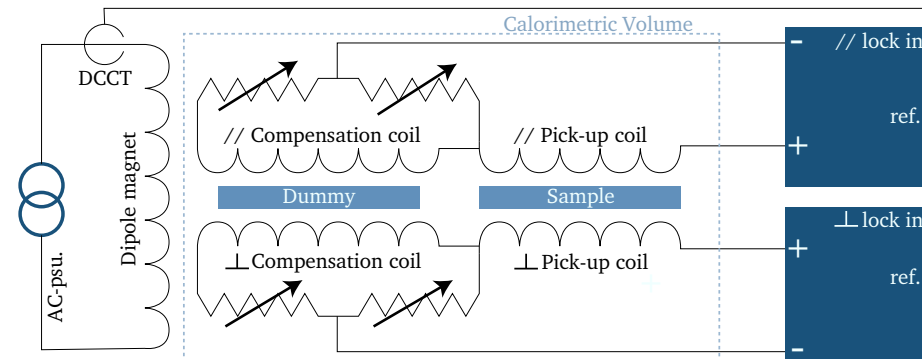 Calorimetric Volume
DCCT
- // lock in
ref.
// Compensation coil
// Pick-up coil
+
Dipole magnet
Dummy
Sample
⊥ lock in
+
⊥ Compensation coil
⊥ Pick-up coil
ref.
AC-psu.
-